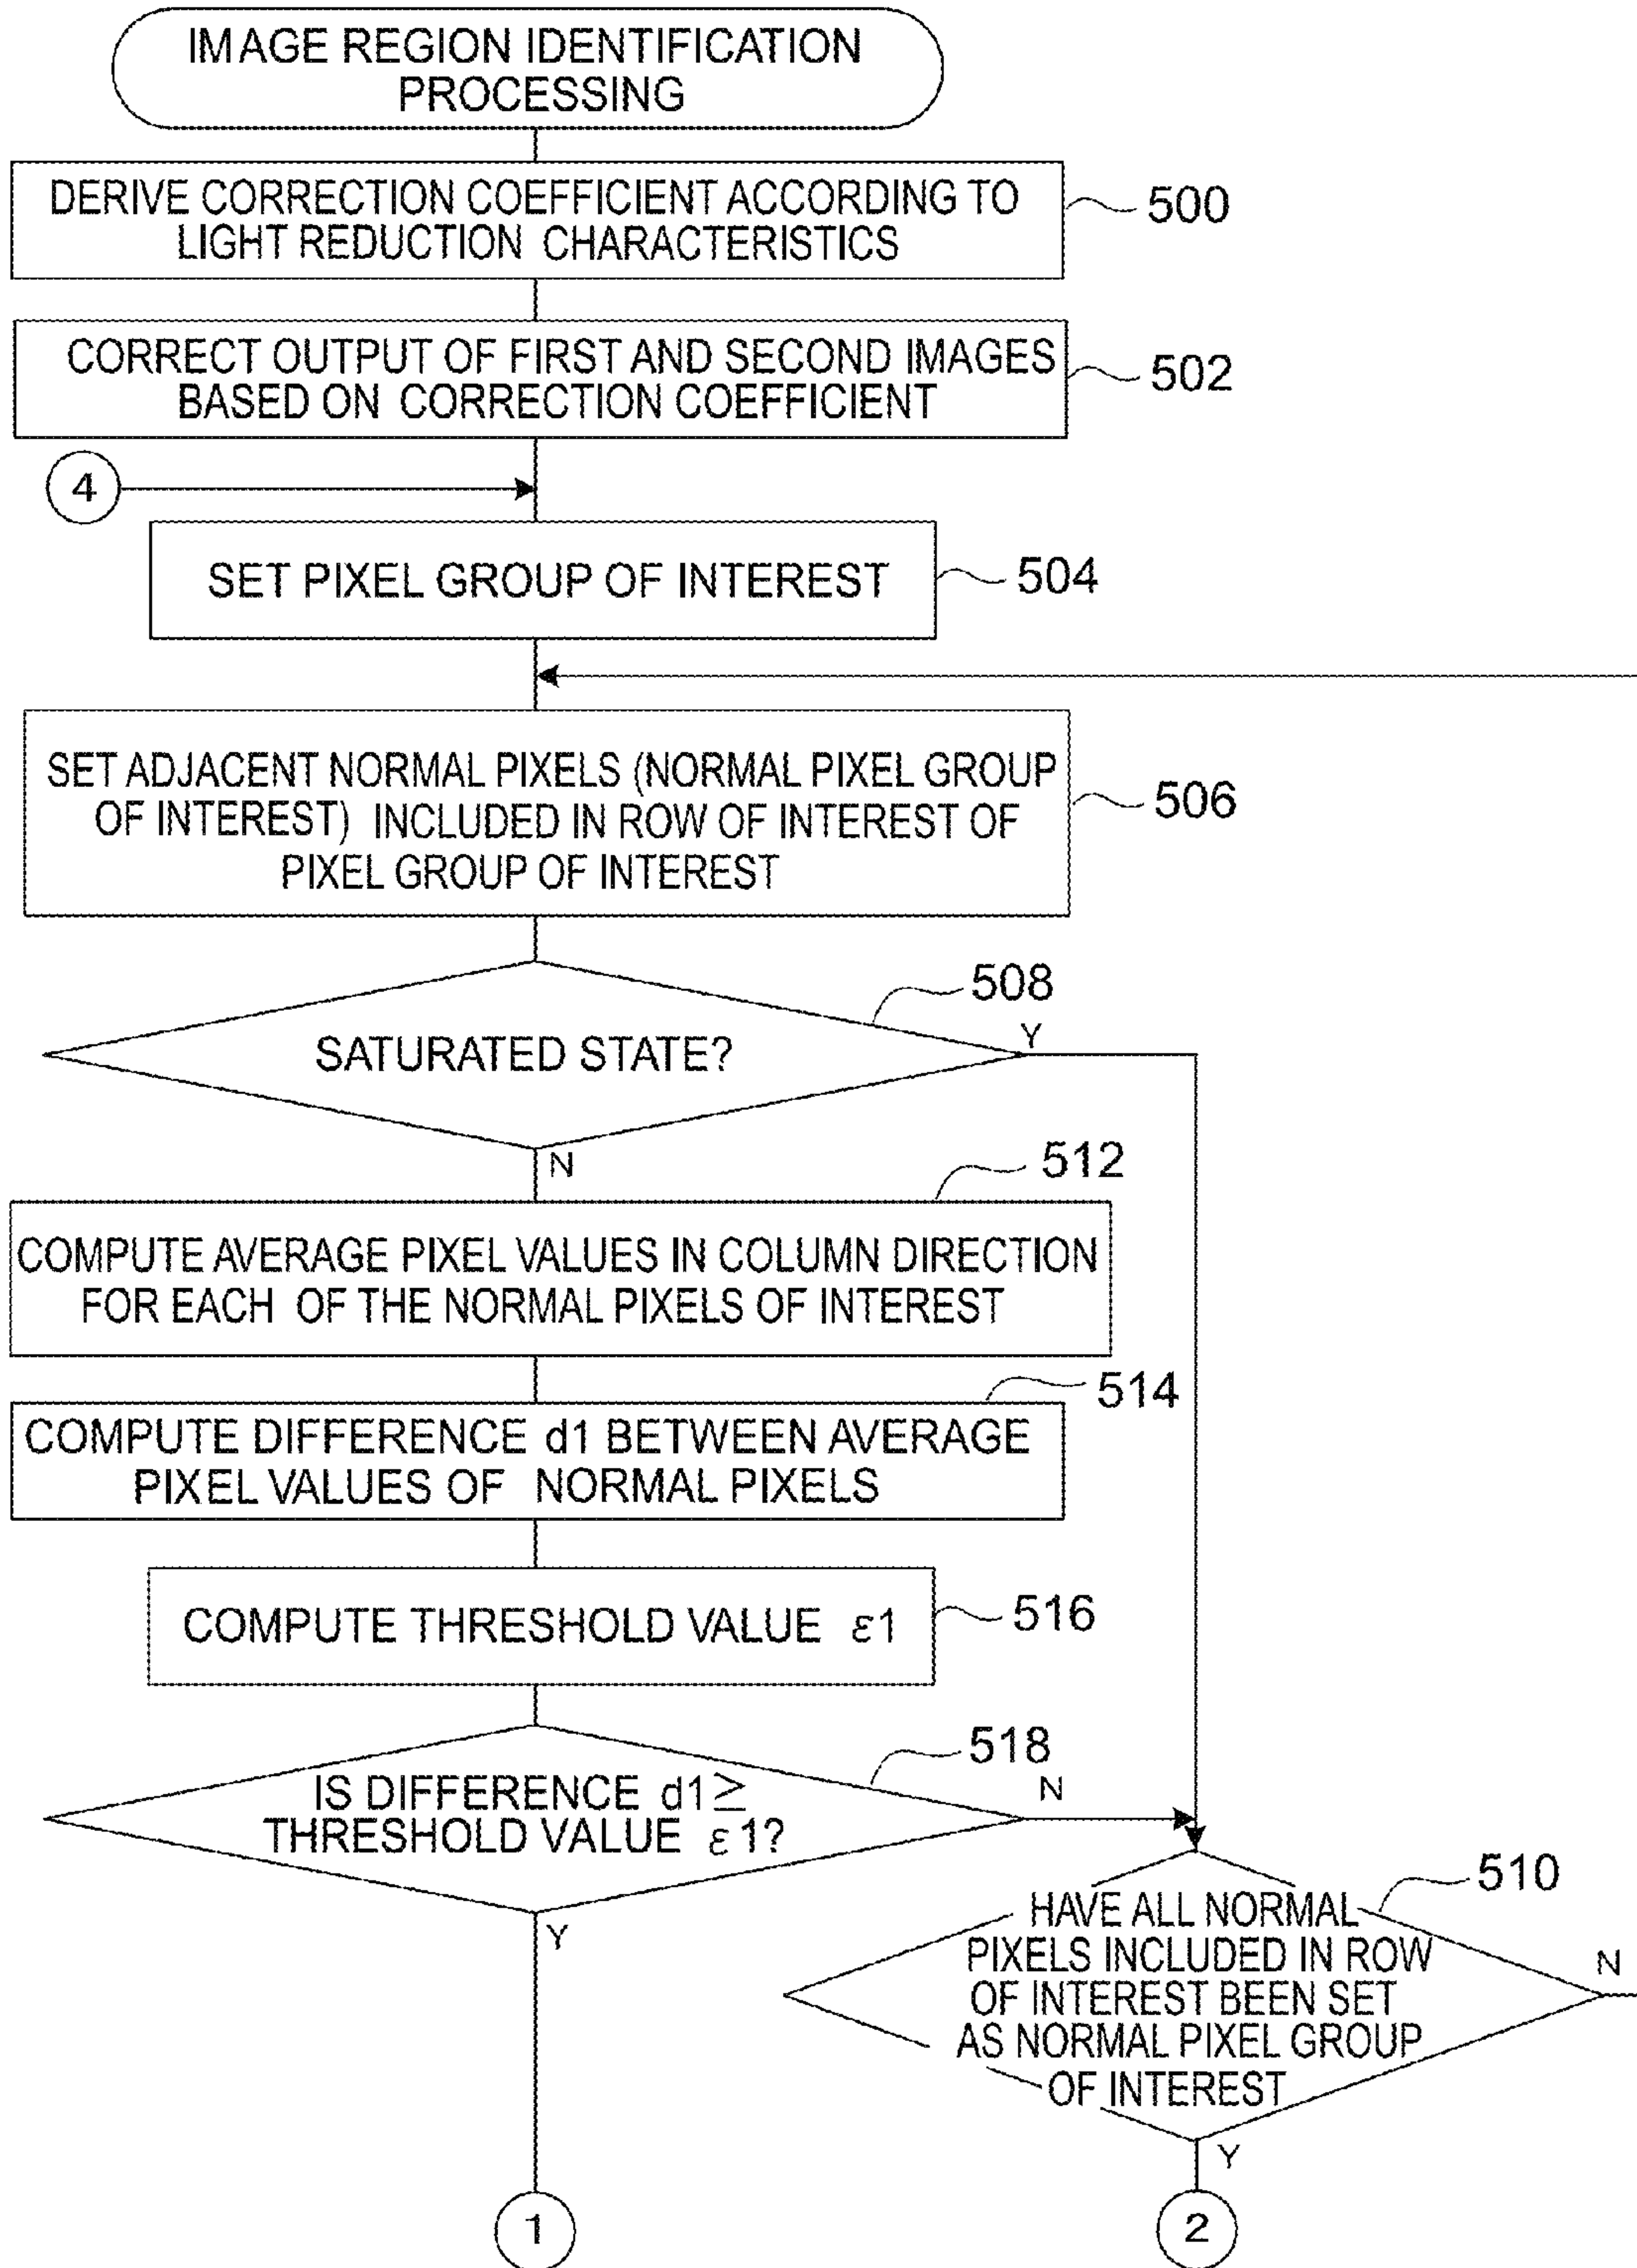 IMAGE REGION IDENTIFICATION
PROCESSING
DERIVE CORRECTION COEFFICIENT ACCORDING TO
LIGHT REDUCTION CHARACTERISTICS
500
CORRECT OUTPUT OF FIRST AND SECOND IMAGES
BASED ON CORRECTION COEFFICIENT
502
4
SET PIXEL GROUP OF INTEREST
504
SET ADJACENT NORMAL PIXELS (NORMAL PIXEL GROUP
OF INTEREST) INCLUDED IN ROW OF INTEREST OF
PIXEL GROUP OF INTEREST
506
508
SATURATED STATE?
Y
N
512
COMPUTE AVERAGE PIXEL VALUES IN COLUMN DIRECTION
FOR EACH OF THE NORMAL PIXELS OF INTEREST
514
COMPUTE DIFFERENCE d1 BETWEEN AVERAGE
PIXEL VALUES OF NORMAL PIXELS
COMPUTE THRESHOLD VALUE ε1
516
518
IS DIFFERENCE d1≧
THRESHOLD VALUE ε1?
N
Y
510
HAVE ALL NORMAL
PIXELS INCLUDED IN ROW
OF INTEREST BEEN SET
AS NORMAL PIXEL GROUP
OF INTEREST
N
Y
1
2